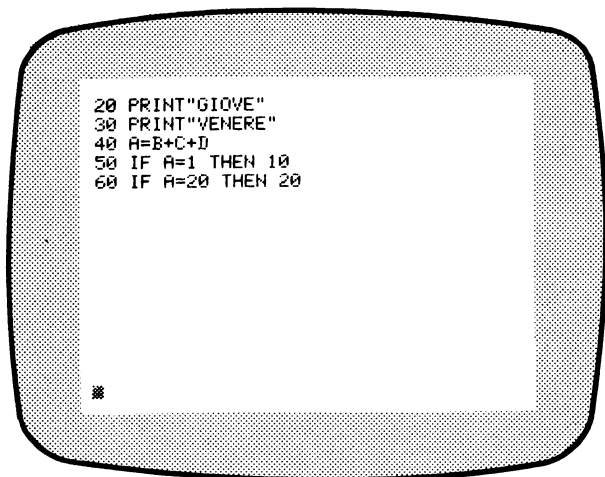 20 PRINT"GIOVE"
30 PRINT"VENERE"
40 A=B+C+D
50 IF A=1 THEN 10
60 IF A=20 THEN 20